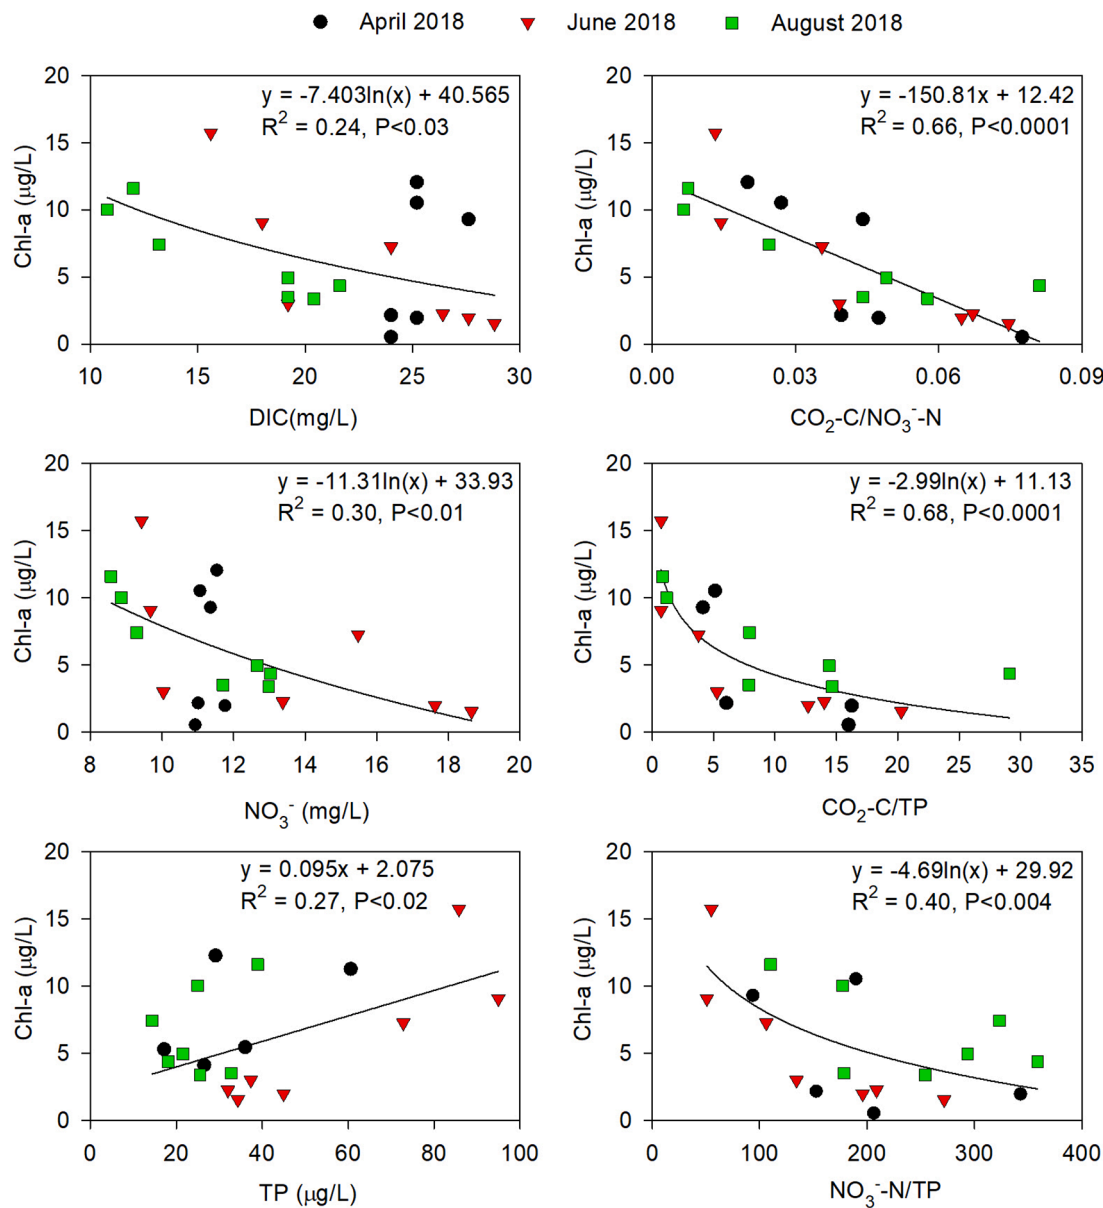 April 2018 June 2018 August 2018
y = -7.403ln(x) + 40.565
R² = 0.24, P<0.03
Chl-a (μg/L)
20
15
10
5
0
10 15 20 25 30
DIC(mg/L)
y = -150.81x + 12.42
R² = 0.66, P<0.0001
Chl-a (μg/L)
20
15
10
5
0
0.00 0.03 0.06 0.09
CO₂-C/NO₃⁻-N
y = -11.31ln(x) + 33.93
R² = 0.30, P<0.01
Chl-a (μg/L)
20
15
10
5
0
8 10 12 14 16 18 20
NO₃⁻ (mg/L)
y = -2.99ln(x) + 11.13
R² = 0.68, P<0.0001
Chl-a (μg/L)
20
15
10
5
0
0 5 10 15 20 25 30 35
CO₂-C/TP
y = 0.095x + 2.075
R² = 0.27, P<0.02
Chl-a (μg/L)
20
15
10
5
0
0 20 40 60 80 100
TP (μg/L)
y = -4.69ln(x) + 29.92
R² = 0.40, P<0.004
Chl-a (μg/L)
20
15
10
5
0
0 100 200 300 400
NO₃⁻-N/TP